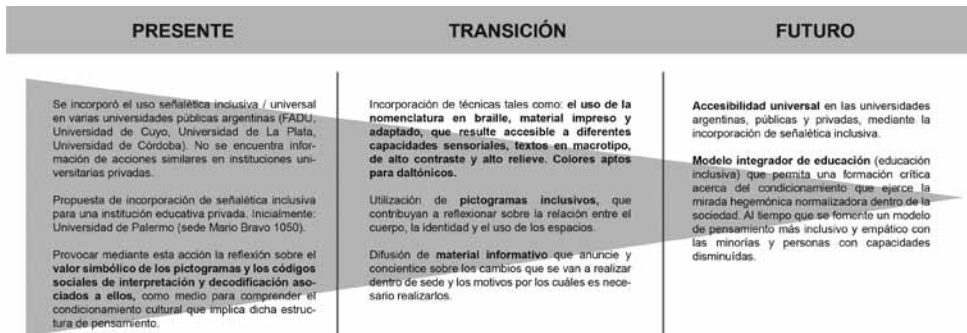 PRESENTE
TRANSICIÓN
FUTURO
Se incorporó el uso señalética inclusiva / universal
en varias universidades públicas argentinas (FADU,
Universidad de Cuyo, Universidad de La Plata,
Universidad de Córdoba). No se encuentra infor-
mación de acciones similares en instituciones uni-
versitarias privadas.
Propuesta de incorporación de señalética inclusiva
para una institución educativa privada. Inicialmente:
Universidad de Palermo (sede Mario Bravo 1050).
Provocar mediante esta acción la reflexión sobre el
valor simbólico de los pictogramas y los códigos
sociales de interpretación y decodificación aso-
ciados a ellos, como medio para comprender el
condicionamiento cultural que implica dicha estruc-
tura de pensamiento.
Incorporación de técnicas tales como: el uso de la
nomenclatura en braille, material impreso y
adaptado, que resulte accesible a diferentes
capacidades sensoriales, textos en macrotipo,
de alto contraste y alto relieve. Colores aptos
para daltónicos.
Utilización de pictogramas inclusivos, que
contribuyan a reflexionar sobre la relación entre el
cuerpo, la identidad y el uso de los espacios.
Difusión de material informativo que anuncie y
concientice sobre los cambios que se van a realizar
dentro de sede y los motivos por los cuáles es nece-
sario realizarlos.
Accesibilidad universal en las universidades
argentinas, públicas y privadas, mediante la
incorporación de señalética inclusiva.
Modelo integrador de educación (educación
inclusiva) que permita una formación crítica
acerca del condicionamiento que ejerce la
mirada hegemónica normalizadora dentro de la
sociedad. Al tiempo que se fomente un modelo
de pensamiento más inclusivo y empático con
las minorías y personas con capacidades
disminuídas.